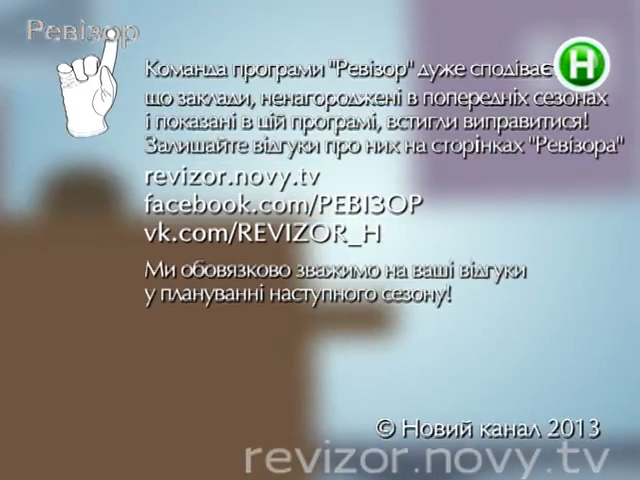 Ревізор
Команда програми "Ревізор" дуже сподіває
Н
що заклади, ненагороджені в попередніх сезонах
і показані в цій програмі, встигли виправитися!
Залишайте відгуки про них на сторінках "Ревізора"
revizor.novy.tv
facebook.com/РЕВІЗОР
vk.com/REVIZOR_H
Ми обовязково зважимо на ваші відгуки
у плануванні наступного сезону!
© Новий канал 2013
revizor.novy.tv